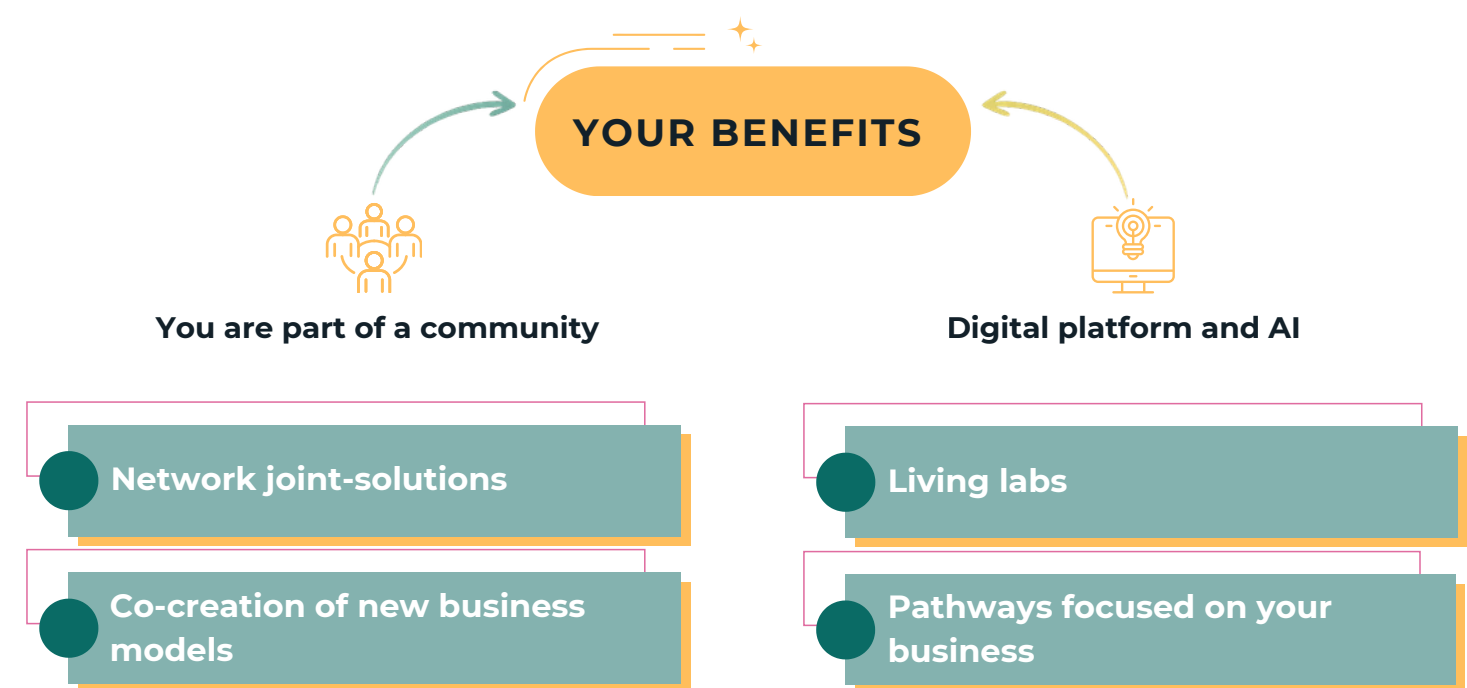 YOUR BENEFITS
You are part of a community
Network joint-solutions
Co-creation of new business
models
Digital platform and AI
Living labs
Pathways focused on your
business